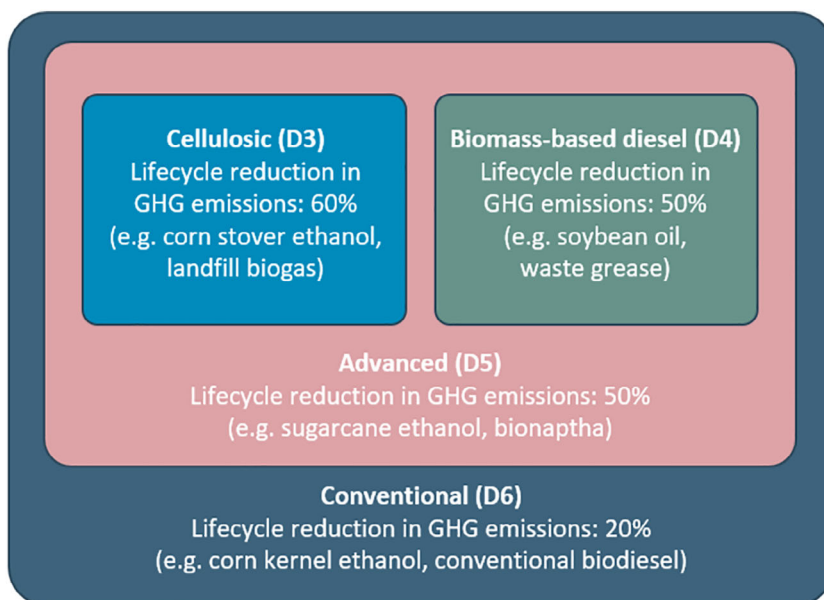 Cellulosic (D3)
Lifecycle reduction in
GHG emissions: 60%
(e.g. corn stover ethanol,
landfill biogas)
Biomass-based diesel (D4)
Lifecycle reduction in
GHG emissions: 50%
(e.g. soybean oil,
waste grease)
Advanced (D5)
Lifecycle reduction in GHG emissions: 50%
(e.g. sugarcane ethanol, bionaptha)
Conventional (D6)
Lifecycle reduction in GHG emissions: 20%
(e.g. corn kernel ethanol, conventional biodiesel)